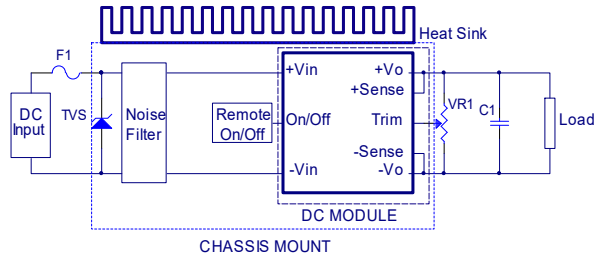 Heat Sink
F1
+Vin
+Vo
+Sense
VR1
DC
Input
TVS
Noise
Filter
Remote
On/Off
On/Off
Trim
C1
Load
-Sense
-Vin
-Vo
DC MODULE
CHASSIS MOUNT